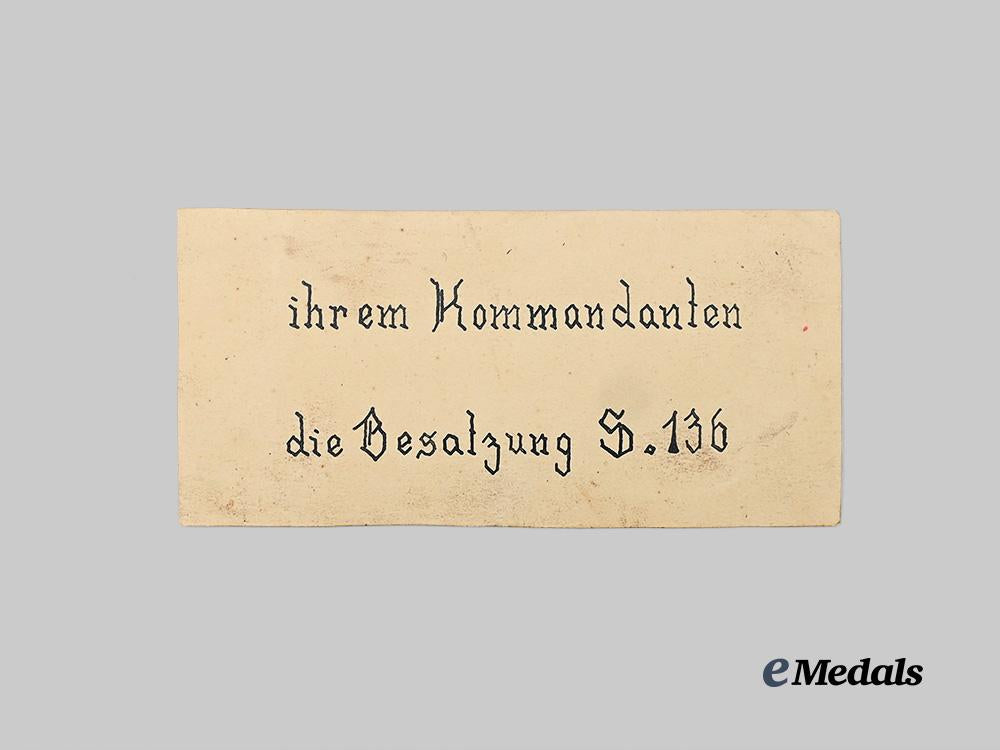 ihrem Kommandanten
die Besatzung S.136
eMedals